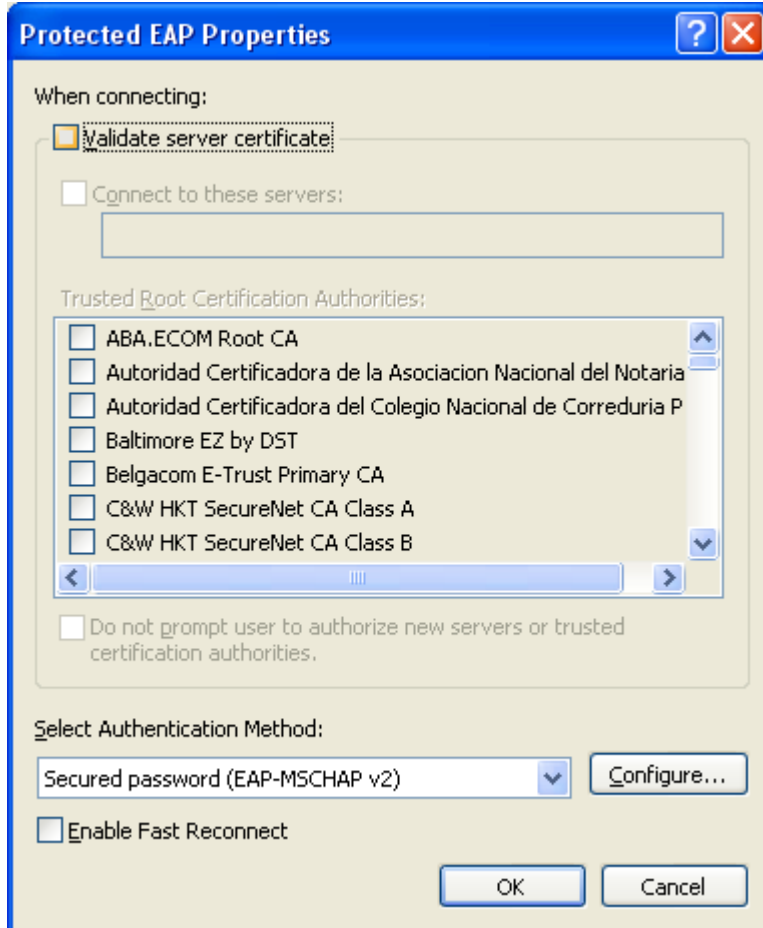 Protected EAP Properties
When connecting:
Validate server certificate
Connect to these servers:
Trusted Root Certification Authorities:
ABA.ECOM Root CA
Autoridad Certificadora de la Asociacion Nacional del Notaria
Autoridad Certificadora del Colegio Nacional de Correduria P
Baltimore EZ by DST
Belgacom E-Trust Primary CA
C&W HKT SecureNet CA Class A
C&W HKT SecureNet CA Class B
Do not prompt user to authorize new servers or trusted
certification authorities.
Select Authentication Method:
Secured password (EAP-MSCHAP v2)
Configure...
Enable Fast Reconnect
OK
Cancel